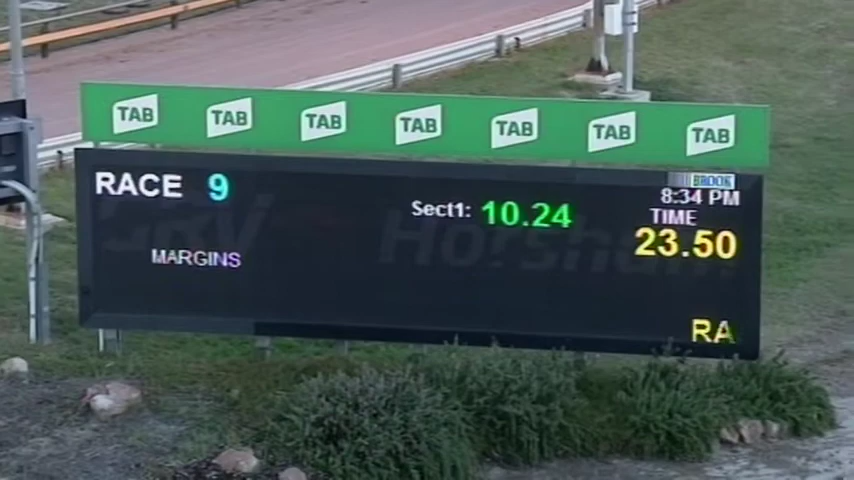 TAB TAB TAB TAB TAB TAB TAB
BROOK
RACE 9
8:34 PM
Sect1: 10.24
TIME
23.50
MARGINS
RA